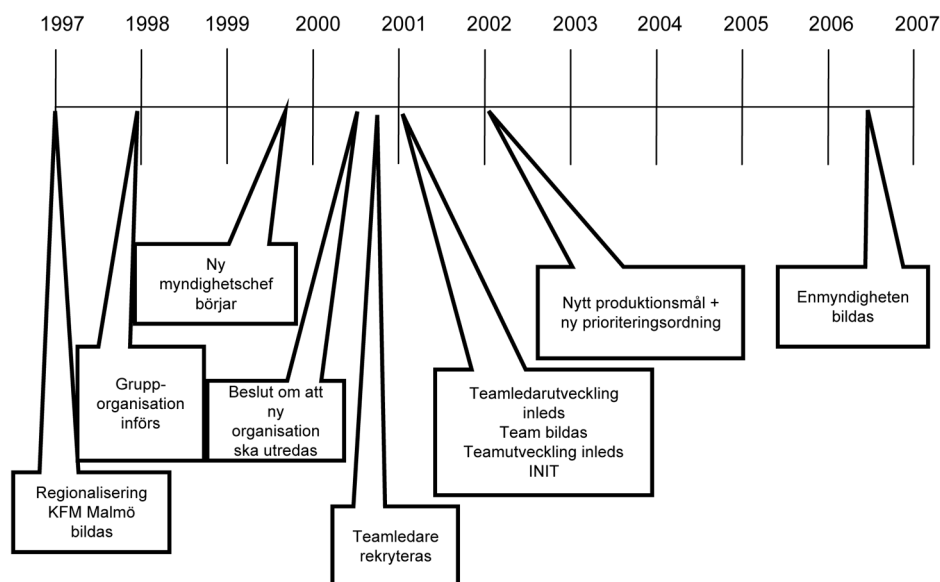 1997 1998 1999 2000 2001 2002 2003 2004 2005 2006 2007
Ny
myndighetschef
börjar
Nytt produktionsmål +
ny prioriteringsordning
Enmyndigheten
bildas
Grupp-
organisation
införs
Beslut om att
ny
organisation
ska utredas
Teamledarutveckling
inleds
Team bildas
Teamutveckling inleds
INIT
Regionalisering
KFM Malmö
bildas
Teamledare
rekryteras